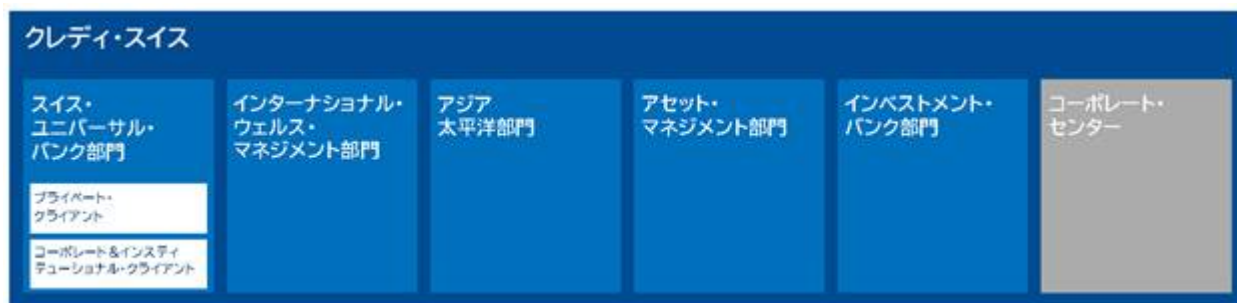 クレディ・スイス
スイス・
ユニバーサル・
バンク部門
インターナショナル・
ウェルス・
マネジメント部門
アジア
太平洋部門
アセット・
マネジメント部門
インベストメント・
バンク部門
コーポレート・
センター
プライベート・
クライアント
コーポレート&インスティ
テューショナル・クライアント